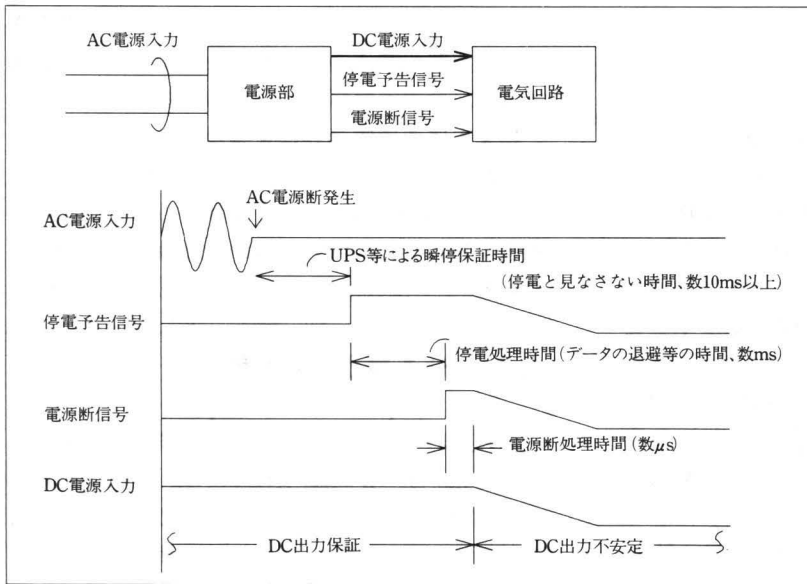 AC電源入力
DC電源入力
停電予告信号
電源断信号
電源部
電気回路
AC電源断発生
AC電源入力
UPS等による瞬停保証時間
(停電と見なさない時間、数10ms以上)
停電予告信号
停電処理時間(データの退避等の時間、数ms)
電源断信号
電源断処理時間(数μs)
DC電源入力
DC出力保証
DC出力不安定